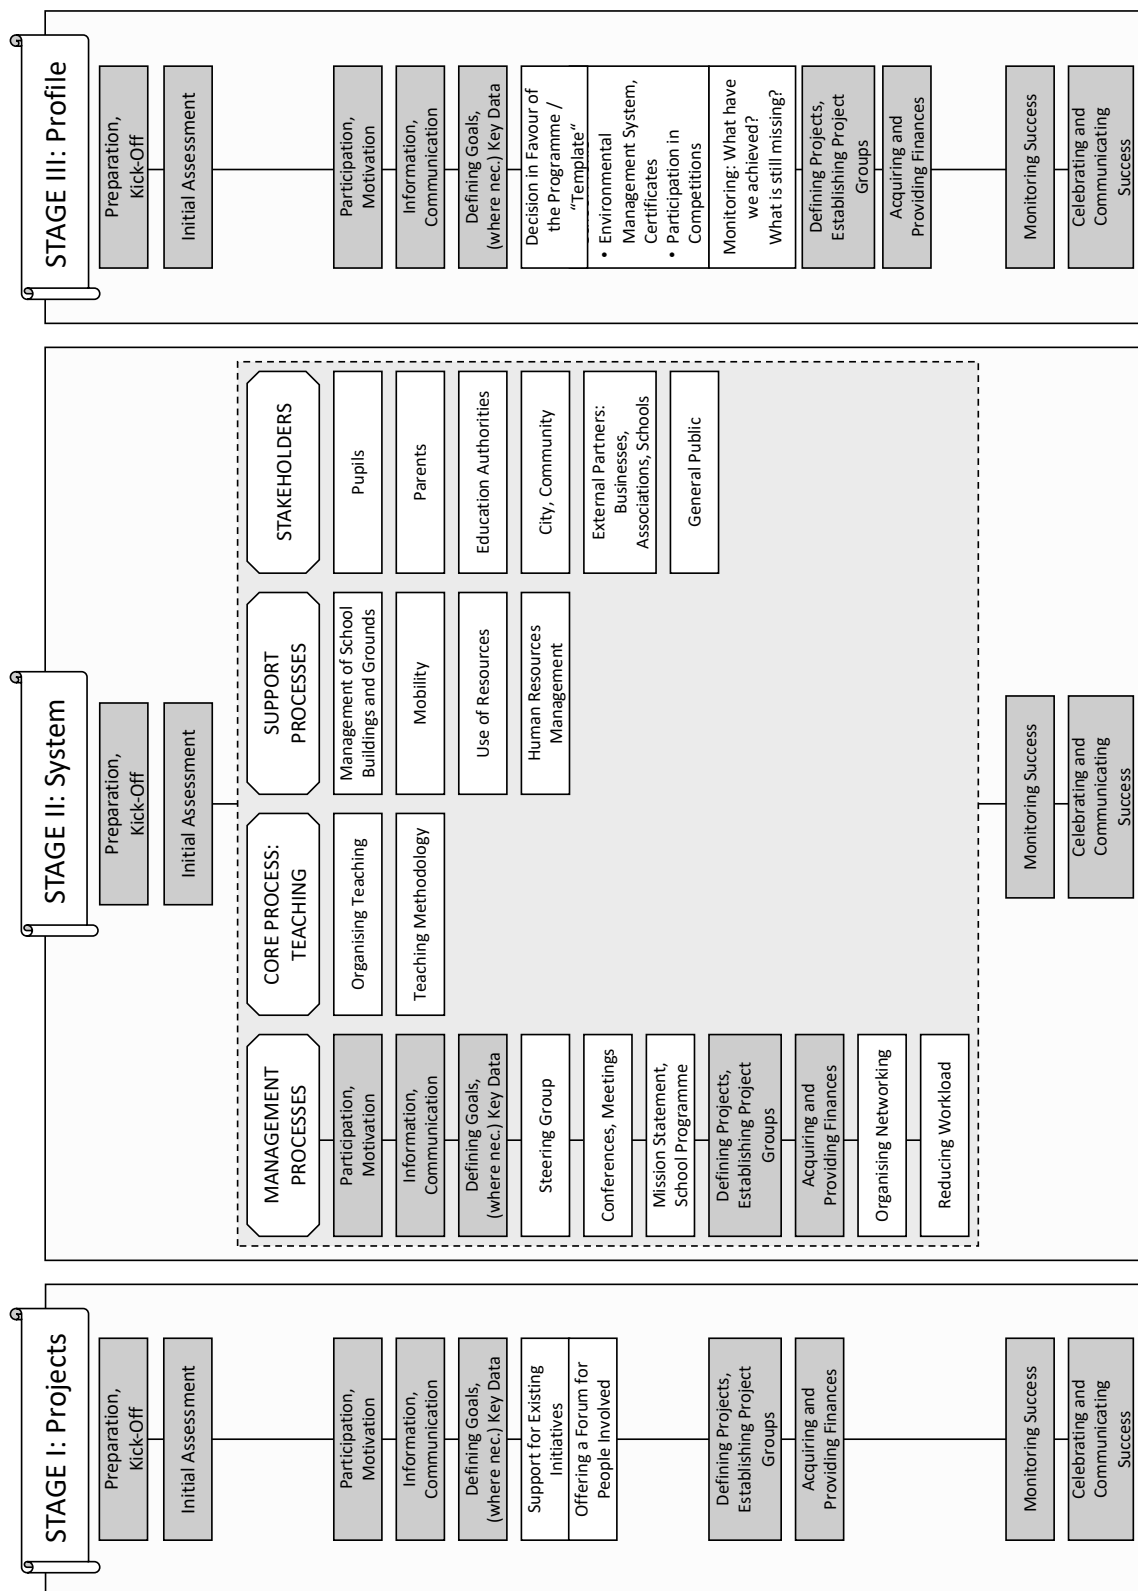 STAGE I: Projects
Preparation,
Kick-Off
Initial Assessment
Participation,
Motivation
Information,
Communication
Defining Goals,
(where nec.) Key Data
Support for Existing
Initiatives
Offering a Forum for
People Involved
Defining Projects,
Establishing Project
Groups
Acquiring and
Providing Finances
Monitoring Success
Celebrating and
Communicating
Success
STAGE II: System
Preparation,
Kick-Off
Initial Assessment
MANAGEMENT
PROCESSES
Participation,
Motivation
Information,
Communication
Defining Goals,
(where nec.) Key Data
Steering Group
Conferences, Meetings
Mission Statement,
School Programme
Defining Projects,
Establishing Project
Groups
Acquiring and
Providing Finances
Organising Networking
Reducing Workload
CORE PROCESS:
TEACHING
Organising Teaching
Teaching Methodology
SUPPORT
PROCESSES
Management of School
Buildings and Grounds
Mobility
Use of Resources
Human Resources
Management
STAKEHOLDERS
Pupils
Parents
Education Authorities
City, Community
External Partners:
Businesses,
Associations, Schools
General Public
Monitoring Success
Celebrating and
Communicating
Success
STAGE III: Profile
Preparation,
Kick-Off
Initial Assessment
Participation,
Motivation
Information,
Communication
Defining Goals,
(where nec.) Key Data
Decision in Favour of
the Programme /
“Template“
• Environmental
Management System,
Certificates
• Participation in
Competitions
Monitoring: What have
we achieved?
What is still missing?
Defining Projects,
Establishing Project
Groups
Acquiring and
Providing Finances
Monitoring Success
Celebrating and
Communicating
Success